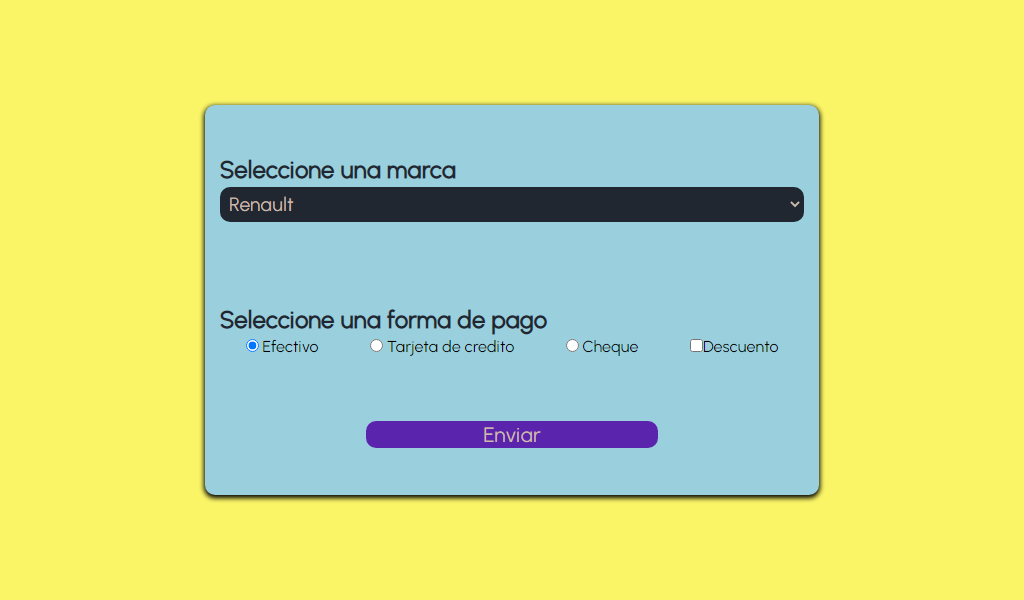 Seleccione una marca
Renault
Seleccione una forma de pago
Efectivo Tarjeta de credito Cheque Descuento
Enviar